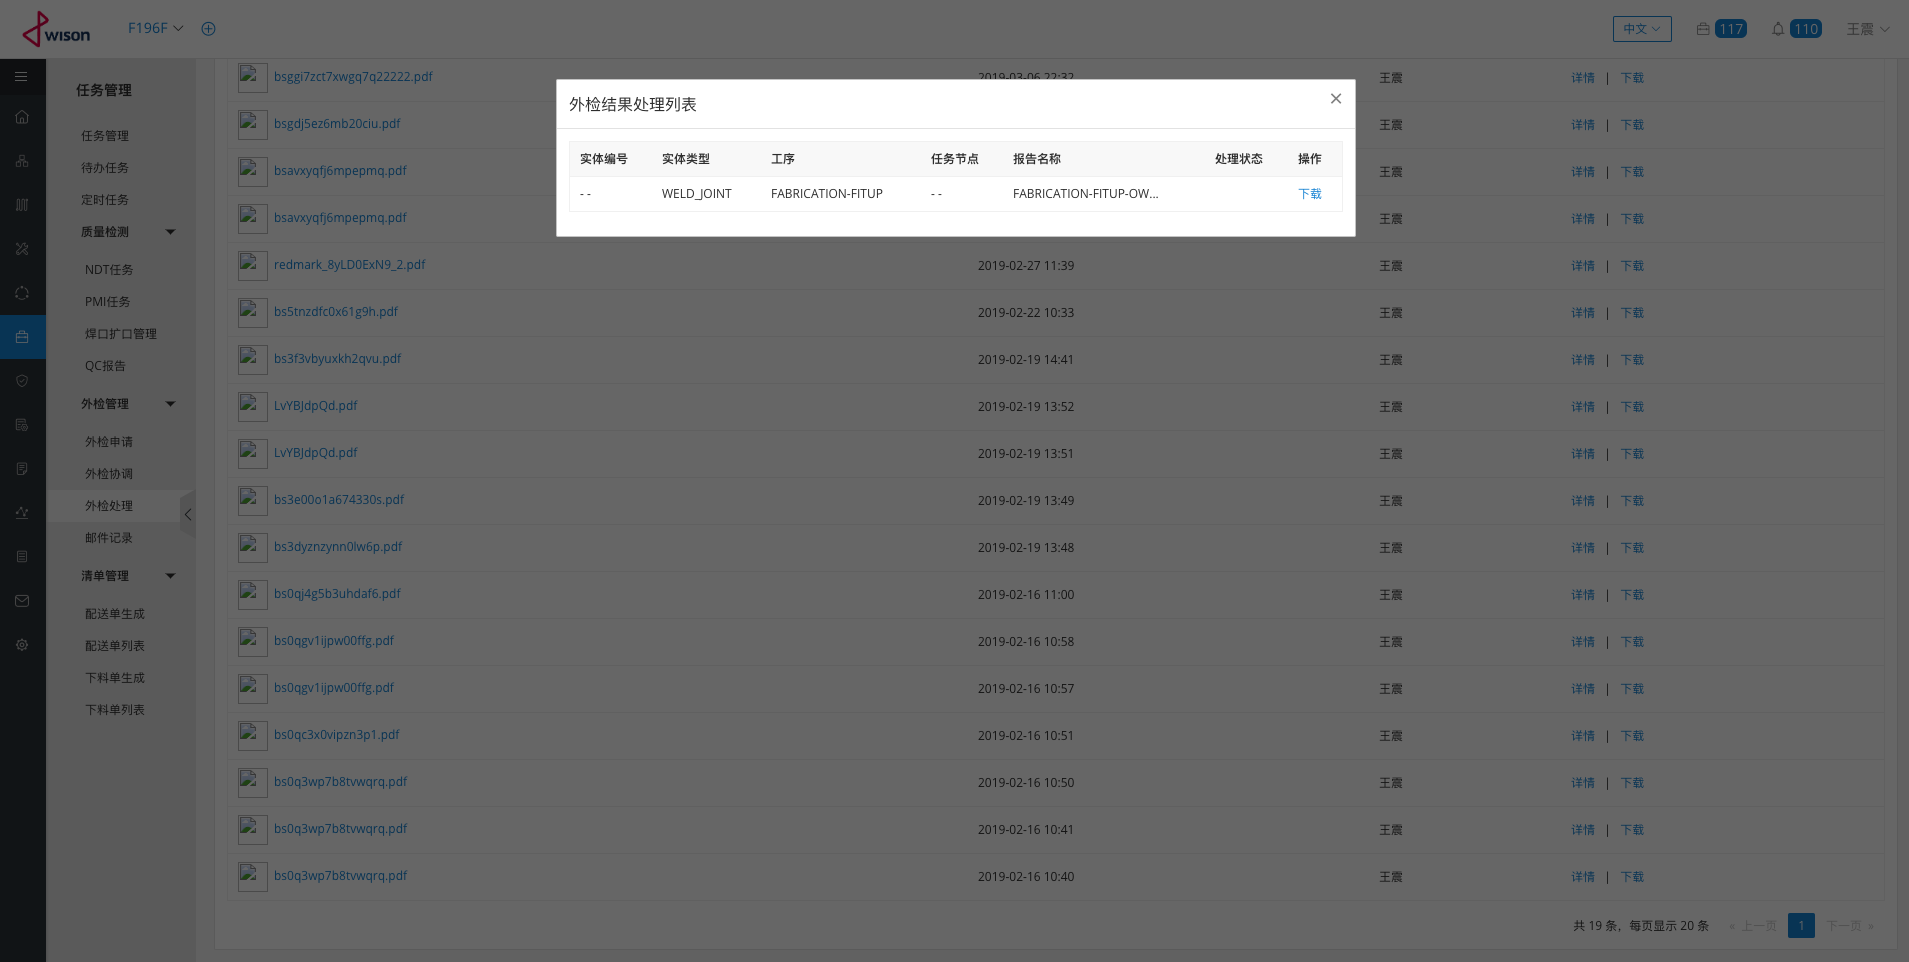 wison
F196F
中文
117
110
王震
任务管理
任务管理
待办任务
定时任务
质量检测
NDT任务
PMI任务
焊口扩口管理
QC报告
外检管理
外检申请
外检协调
外检处理
邮件记录
清单管理
配送单生成
配送单列表
下料单生成
下料单列表
外检结果处理列表
实体编号 实体类型 工序 任务节点 报告名称 处理状态 操作
- - WELD_JOINT FABRICATION-FITUP - - FABRICATION-FITUP-OW... 下载
bsggi7zct7xwgq7q22222.pdf 2019-03-06 22:32 王震 详情 | 下载
bsgdj5ez6mb20ciu.pdf 王震 详情 | 下载
bsavxyqfj6mpepmq.pdf 王震 详情 | 下载
bsavxyqfj6mpepmq.pdf 王震 详情 | 下载
redmark_8yLD0ExN9_2.pdf 2019-02-27 11:39 王震 详情 | 下载
bs5tnzdfc0x61g9h.pdf 2019-02-22 10:33 王震 详情 | 下载
bs3f3vbyuxkh2qvu.pdf 2019-02-19 14:41 王震 详情 | 下载
LvYBJdpQd.pdf 2019-02-19 13:52 王震 详情 | 下载
LvYBJdpQd.pdf 2019-02-19 13:51 王震 详情 | 下载
bs3e00o1a674330s.pdf 2019-02-19 13:49 王震 详情 | 下载
bs3dyznzynn0lw6p.pdf 2019-02-19 13:48 王震 详情 | 下载
bs0qj4g5b3uhdaf6.pdf 2019-02-16 11:00 王震 详情 | 下载
bs0qgv1ijpw00ffg.pdf 2019-02-16 10:58 王震 详情 | 下载
bs0qgv1ijpw00ffg.pdf 2019-02-16 10:57 王震 详情 | 下载
bs0qc3x0vipzn3p1.pdf 2019-02-16 10:51 王震 详情 | 下载
bs0q3wp7b8tvwqrq.pdf 2019-02-16 10:50 王震 详情 | 下载
bs0q3wp7b8tvwqrq.pdf 2019-02-16 10:41 王震 详情 | 下载
bs0q3wp7b8tvwqrq.pdf 2019-02-16 10:40 王震 详情 | 下载
共 19 条，每页显示 20 条 « 上一页 1 下一页 »